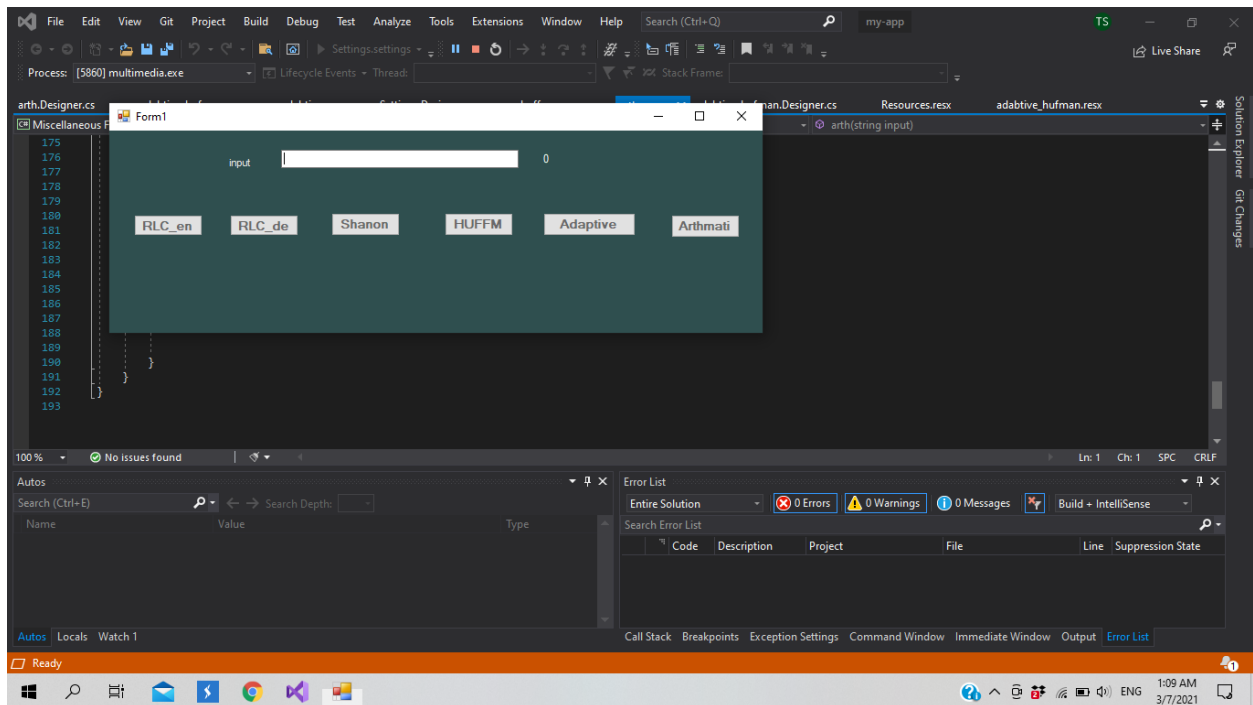 File Edit View Git Project Build Debug Test Analyze Tools Extensions Window Help Search (Ctrl+Q) my-app TS
Settings.settings Live Share
Process: [5860] multimedia.exe Lifecycle Events Thread: Stack Frame:
arth.Designer.cs man.Designer.cs Resources.resx adabtive_hufman.resx
Form1
Miscellaneous F arth(string input)
input 0
RLC_en RLC_de Shanon HUFFM Adaptive Arthmati
175
176
177
178
179
180
181
182
183
184
185
186
187
188
189
190 }
191 }
192 }
193
100 % No issues found Ln: 1 Ch: 1 SPC CRLF
Autos
Search (Ctrl+E) Search Depth:
Name Value Type
Autos Locals Watch 1
Error List
Entire Solution 0 Errors 0 Warnings 0 Messages Build + IntelliSense
Search Error List
Code Description Project File Line Suppression State
Call Stack Breakpoints Exception Settings Command Window Immediate Window Output Error List
Solution Explorer
Git Changes
Ready 1
ENG 1:09 AM
3/7/2021